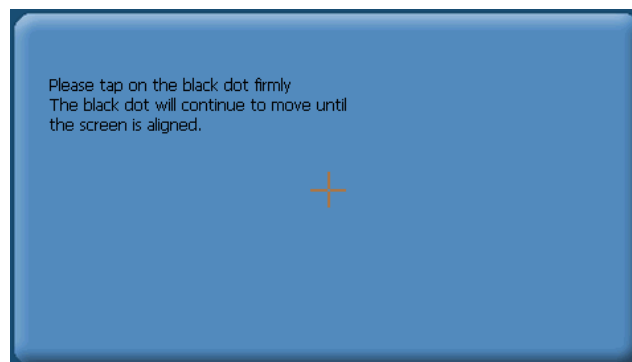 Please tap on the black dot firmly
The black dot will continue to move until
the screen is aligned.